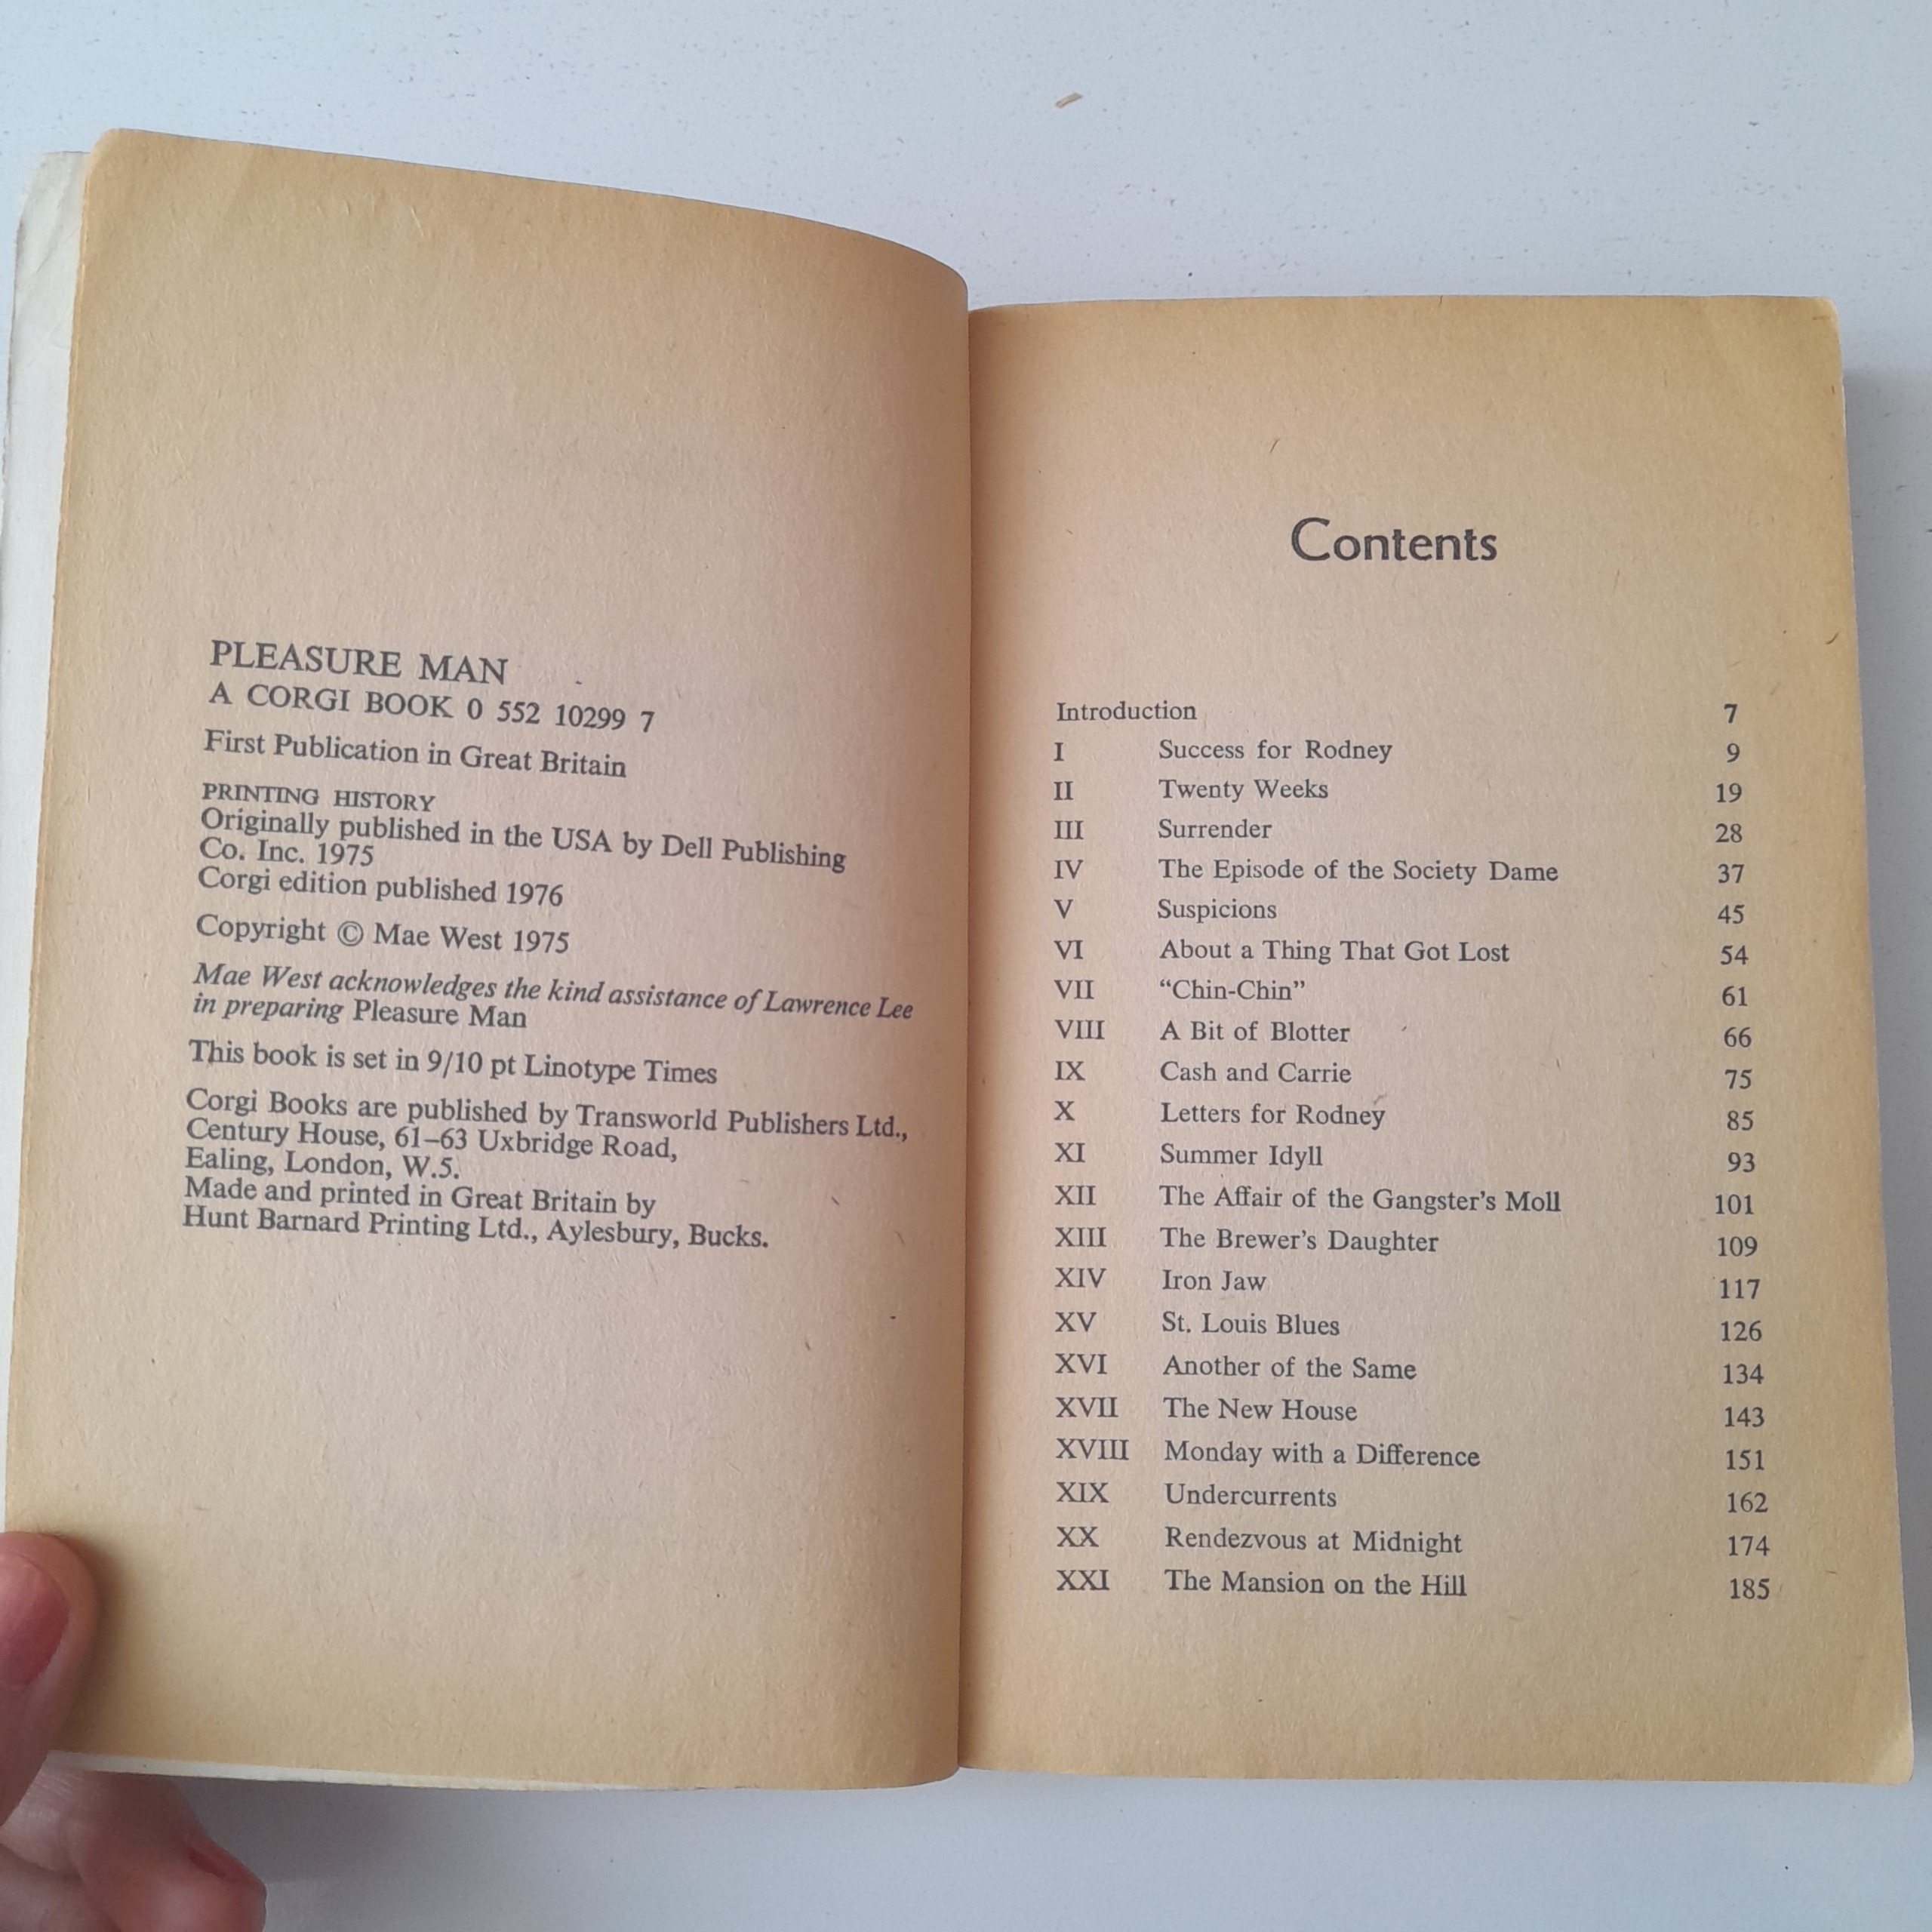 PLEASURE MAN
A CORGI BOOK 0 552 10299 7
First Publication in Great Britain
PRINTING HISTORY
Originally published in the USA by Dell Publishing
Co. Inc. 1975
Corgi edition published 1976
Copyright © Mae West 1975
Mae West acknowledges the kind assistance of Lawrence Lee
in preparing Pleasure Man
This book is set in 9/10 pt Linotype Times
Corgi Books are published by Transworld Publishers Ltd.,
Century House, 61–63 Uxbridge Road,
Ealing, London, W.5.
Made and printed in Great Britain by
Hunt Barnard Printing Ltd., Aylesbury, Bucks.
Contents
Introduction 7
I Success for Rodney 9
II Twenty Weeks 19
III Surrender 28
IV The Episode of the Society Dame 37
V Suspicions 45
VI About a Thing That Got Lost 54
VII “Chin-Chin” 61
VIII A Bit of Blotter 66
IX Cash and Carrie 75
X Letters for Rodney 85
XI Summer Idyll 93
XII The Affair of the Gangster’s Moll 101
XIII The Brewer’s Daughter 109
XIV Iron Jaw 117
XV St. Louis Blues 126
XVI Another of the Same 134
XVII The New House 143
XVIII Monday with a Difference 151
XIX Undercurrents 162
XX Rendezvous at Midnight 174
XXI The Mansion on the Hill 185